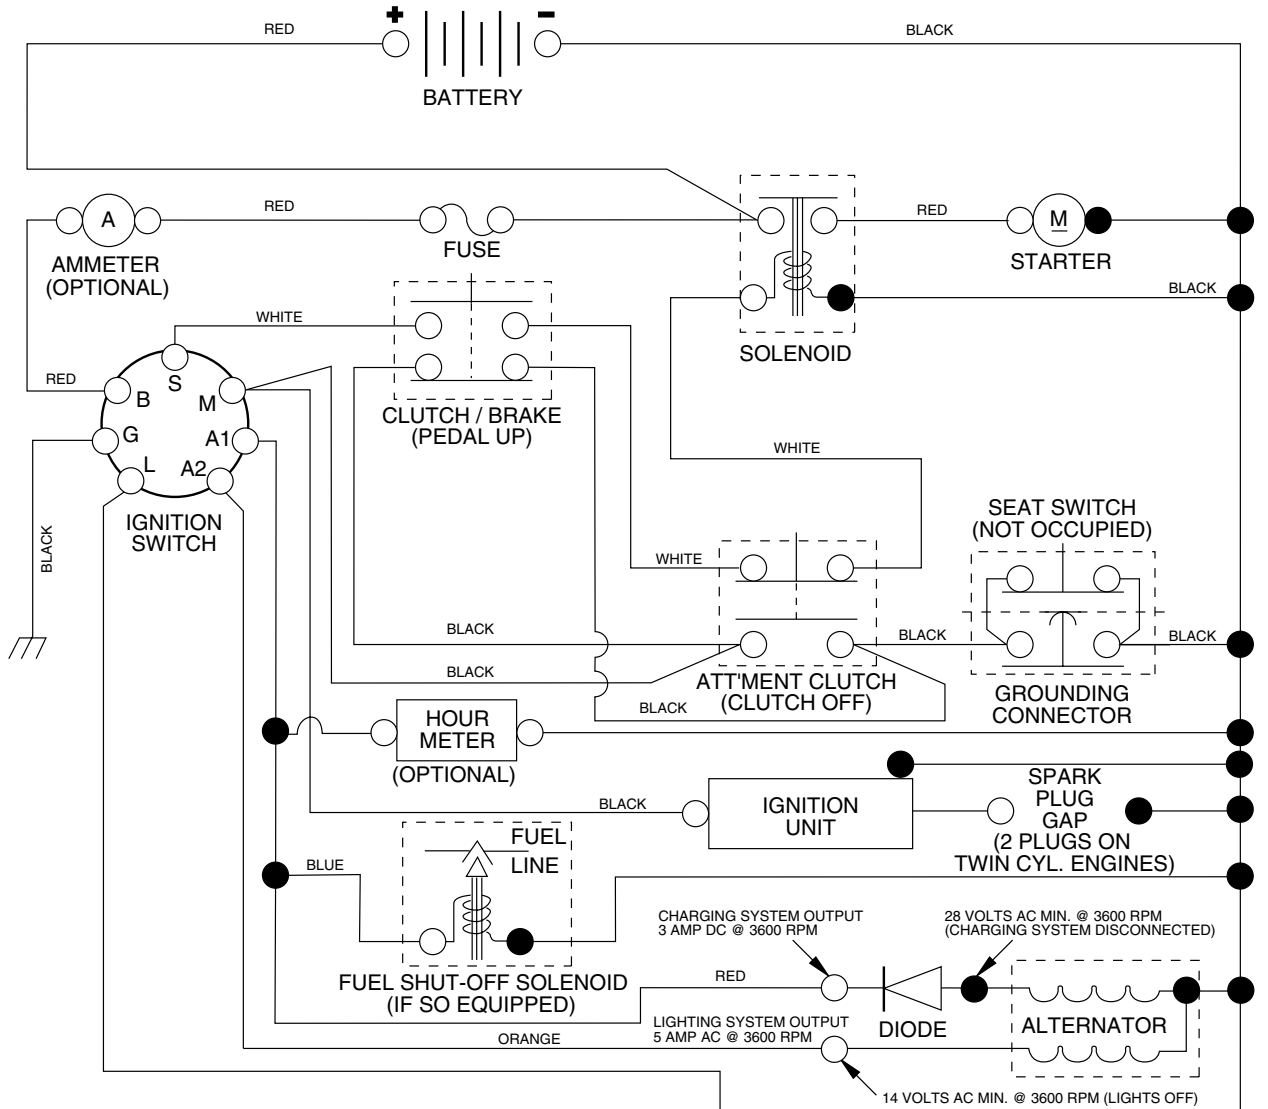 +
-
RED
BLACK
BATTERY
A
RED
FUSE
RED
M
STARTER
AMMETER
(OPTIONAL)
BLACK
WHITE
SOLENOID
RED
S
B
M
CLUTCH / BRAKE
(PEDAL UP)
G
A1
L
A2
WHITE
IGNITION
SWITCH
BLACK
SEAT SWITCH
(NOT OCCUPIED)
WHITE
BLACK
BLACK
BLACK
BLACK
ATT'MENT CLUTCH
(CLUTCH OFF)
GROUNDING
CONNECTOR
BLACK
HOUR
METER
(OPTIONAL)
BLACK
IGNITION
UNIT
SPARK
PLUG
GAP
(2 PLUGS ON
TWIN CYL. ENGINES)
BLUE
FUEL
LINE
FUEL SHUT-OFF SOLENOID
(IF SO EQUIPPED)
CHARGING SYSTEM OUTPUT
3 AMP DC @ 3600 RPM
28 VOLTS AC MIN. @ 3600 RPM
(CHARGING SYSTEM DISCONNECTED)
RED
DIODE
ALTERNATOR
LIGHTING SYSTEM OUTPUT
5 AMP AC @ 3600 RPM
ORANGE
14 VOLTS AC MIN. @ 3600 RPM (LIGHTS OFF)